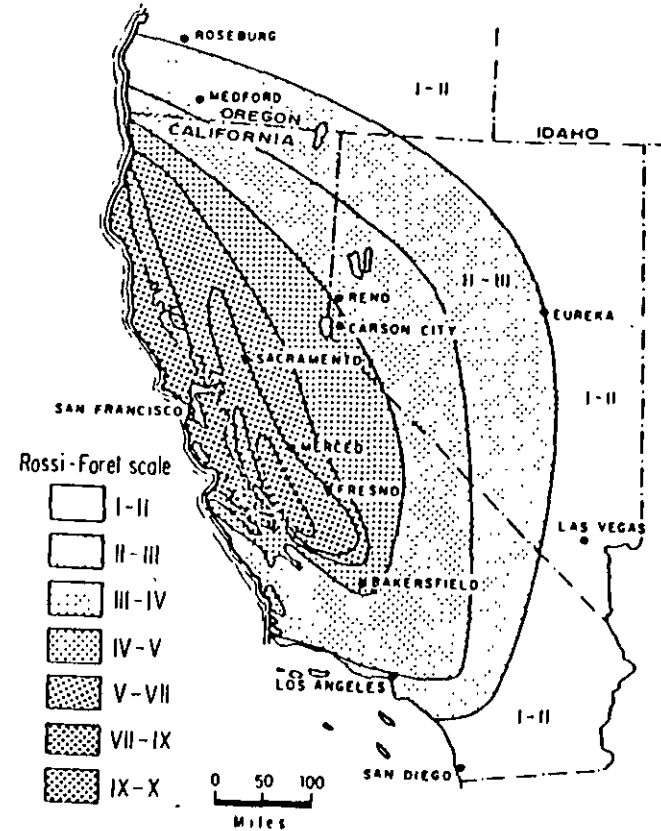 ROSEBURG
I-II
MEDFORD
OREGON
CALIFORNIA
IDAHO
II-III
RENO
EUREKA
CARSON CITY
SACRAMENTO
I-II
SAN FRANCISCO
MERCED
Rossi-Forel scale
FRESNO
I-II
LAS VEGAS
II-III
BAKERSFIELD
III-IV
IV-V
LOS ANGELES
V-VII
I-II
VII-IX
SAN DIEGO
IX-X
0 50 100
Miles